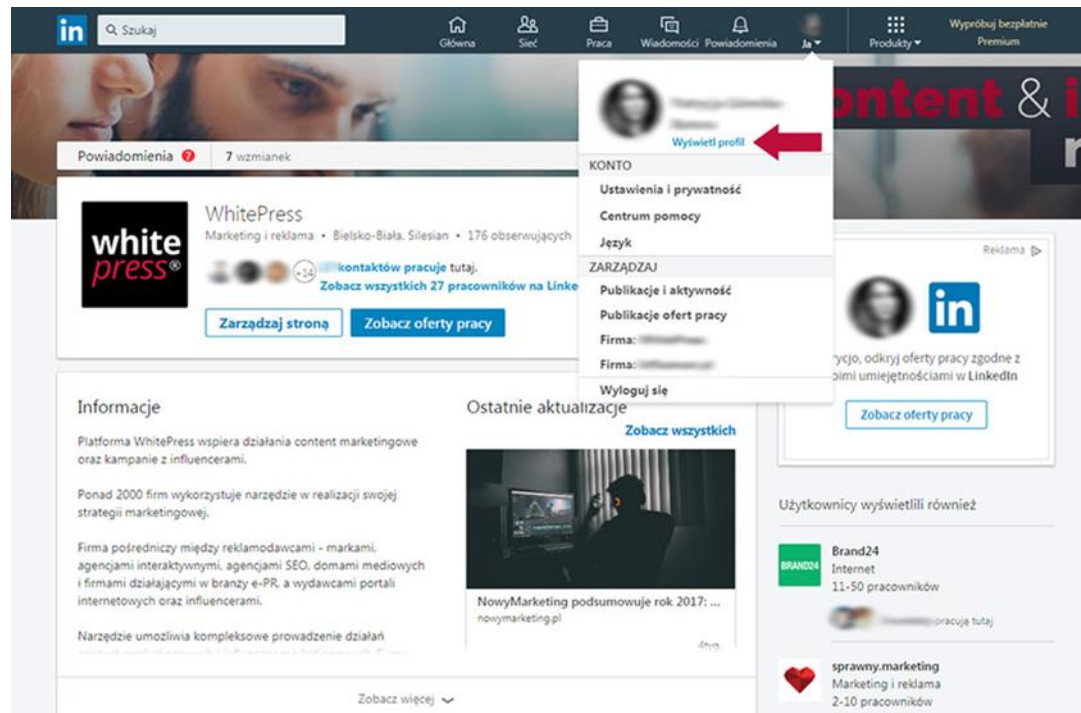 in Szukaj Główna Sieć Praca Wiadomości Powiadomienia Ja Produkty Wypróbuj bezpłatnie
Premium
ontent & i
r
Powiadomienia 7 7 wzmianek
Wyświetl profil
KONTO
Ustawienia i prywatność
Centrum pomocy
Język
ZARZĄDZAJ
Publikacje i aktywność
Publikacje ofert pracy
Firma:
Firma:
Wyloguj się
white
press®
WhitePress
Marketing i reklama • Bielsko-Biała, Silesian • 176 obserwujących
+14 kontaktów pracuje tutaj.
Zobacz wszystkich 27 pracowników na Linke
Zarządzaj stroną Zobacz oferty pracy
Reklama
in
rycjo, odkryj oferty pracy zgodne z
oimi umiejętnościami w LinkedIn
Zobacz oferty pracy
Informacje
Platforma WhitePress wspiera działania content marketingowe
oraz kampanie z influencerami.
Ponad 2000 firm wykorzystuje narzędzie w realizacji swojej
strategii marketingowej.
Firma pośredniczy między reklamodawcami - markami,
agencjami interaktywnymi, agencjami SEO, domami mediowych
i firmami działającymi w branży e-PR, a wydawcami portali
internetowych oraz influencerami.
Narzędzie umożliwia kompleksowe prowadzenie działań
Zobacz więcej
Ostatnie aktualizacje
Zobacz wszystkich
NowyMarketing podsumowuje rok 2017: ...
nowymarketing.pl
4tyg.
Użytkownicy wyświetlili również
BRAND24
Brand24
Internet
11-50 pracowników
pracują tutaj
sprawny.marketing
Marketing i reklama
2-10 pracowników